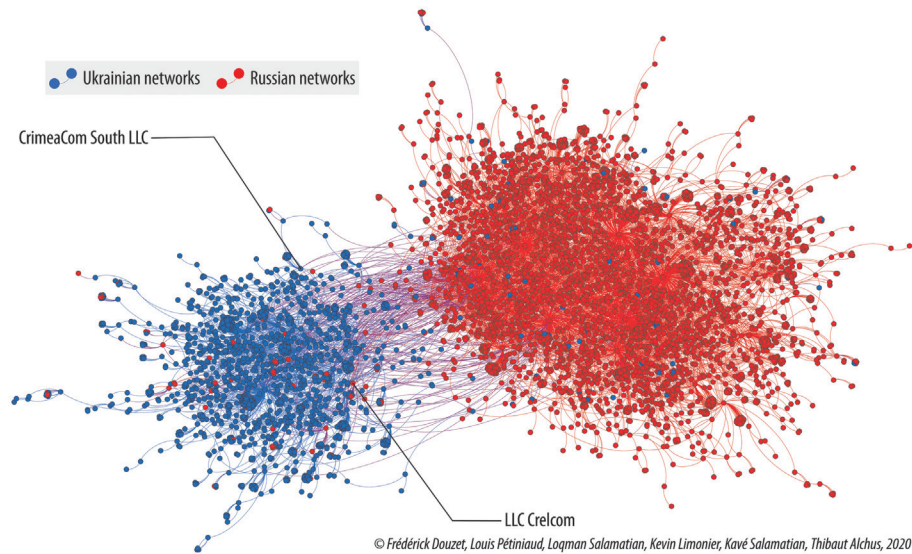 Ukrainian networks
Russian networks
CrimeaCom South LLC
LLC Crelcom
© Frédérick Douzet, Louis Pétiniaud, Loqman Salamatian, Kevin Limonier, Kavé Salamatian, Thibaut Alchus, 2020